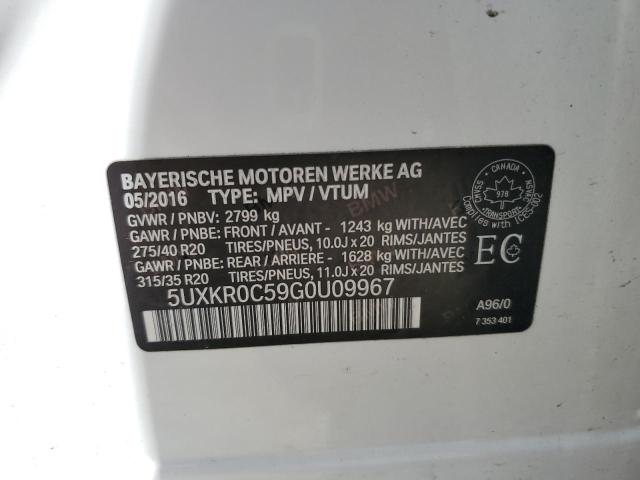 BAYERISCHE MOTOREN WERKE AG
05/2016 TYPE: MPV / VTUM
GVWR / PNBV: 2799 kg
GAWR / PNBE: FRONT / AVANT - 1243 kg WITH/AVEC
275/40 R20 TIRES/PNEUS, 10.0J x 20 RIMS/JANTES
GAWR / PNBE: REAR / ARRIERE - 1628 kg WITH/AVEC
315/35 R20 TIRES/PNEUS, 11.0J x 20 RIMS/JANTES
5UXKR0C59G0U09967
CANADA
978
TRANSPORT
Complies with ICES-002
EC
A96/0
7 353 401
BMW